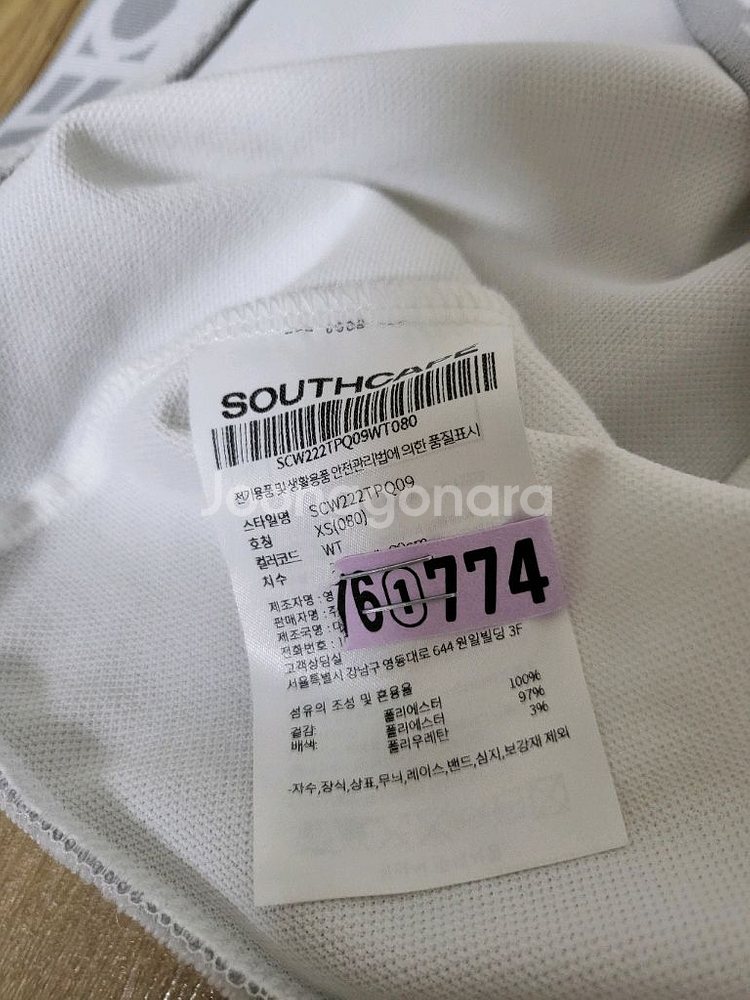 SOUTHCAPE
SCW222TPQ09WT080
전기용품 및 생활용품 안전관리법에 의한 품질표시
Joongonara
스타일명 SCW222TPQ09
호칭 XS(080)
컬러코드 WT
치수
제조자명 : 영
판매자명 :
제조국명 :
전화번호 : 1
고객상담실
6①774
서울특별시 강남구 영동대로 644 원일빌딩 3F
섬유의 조성 및 혼용율
겉감: 폴리에스터 100%
배색: 폴리에스터 97%
폴리우레탄 3%
-자수,장식,상표,무늬,레이스,밴드,심지,보강재 제외